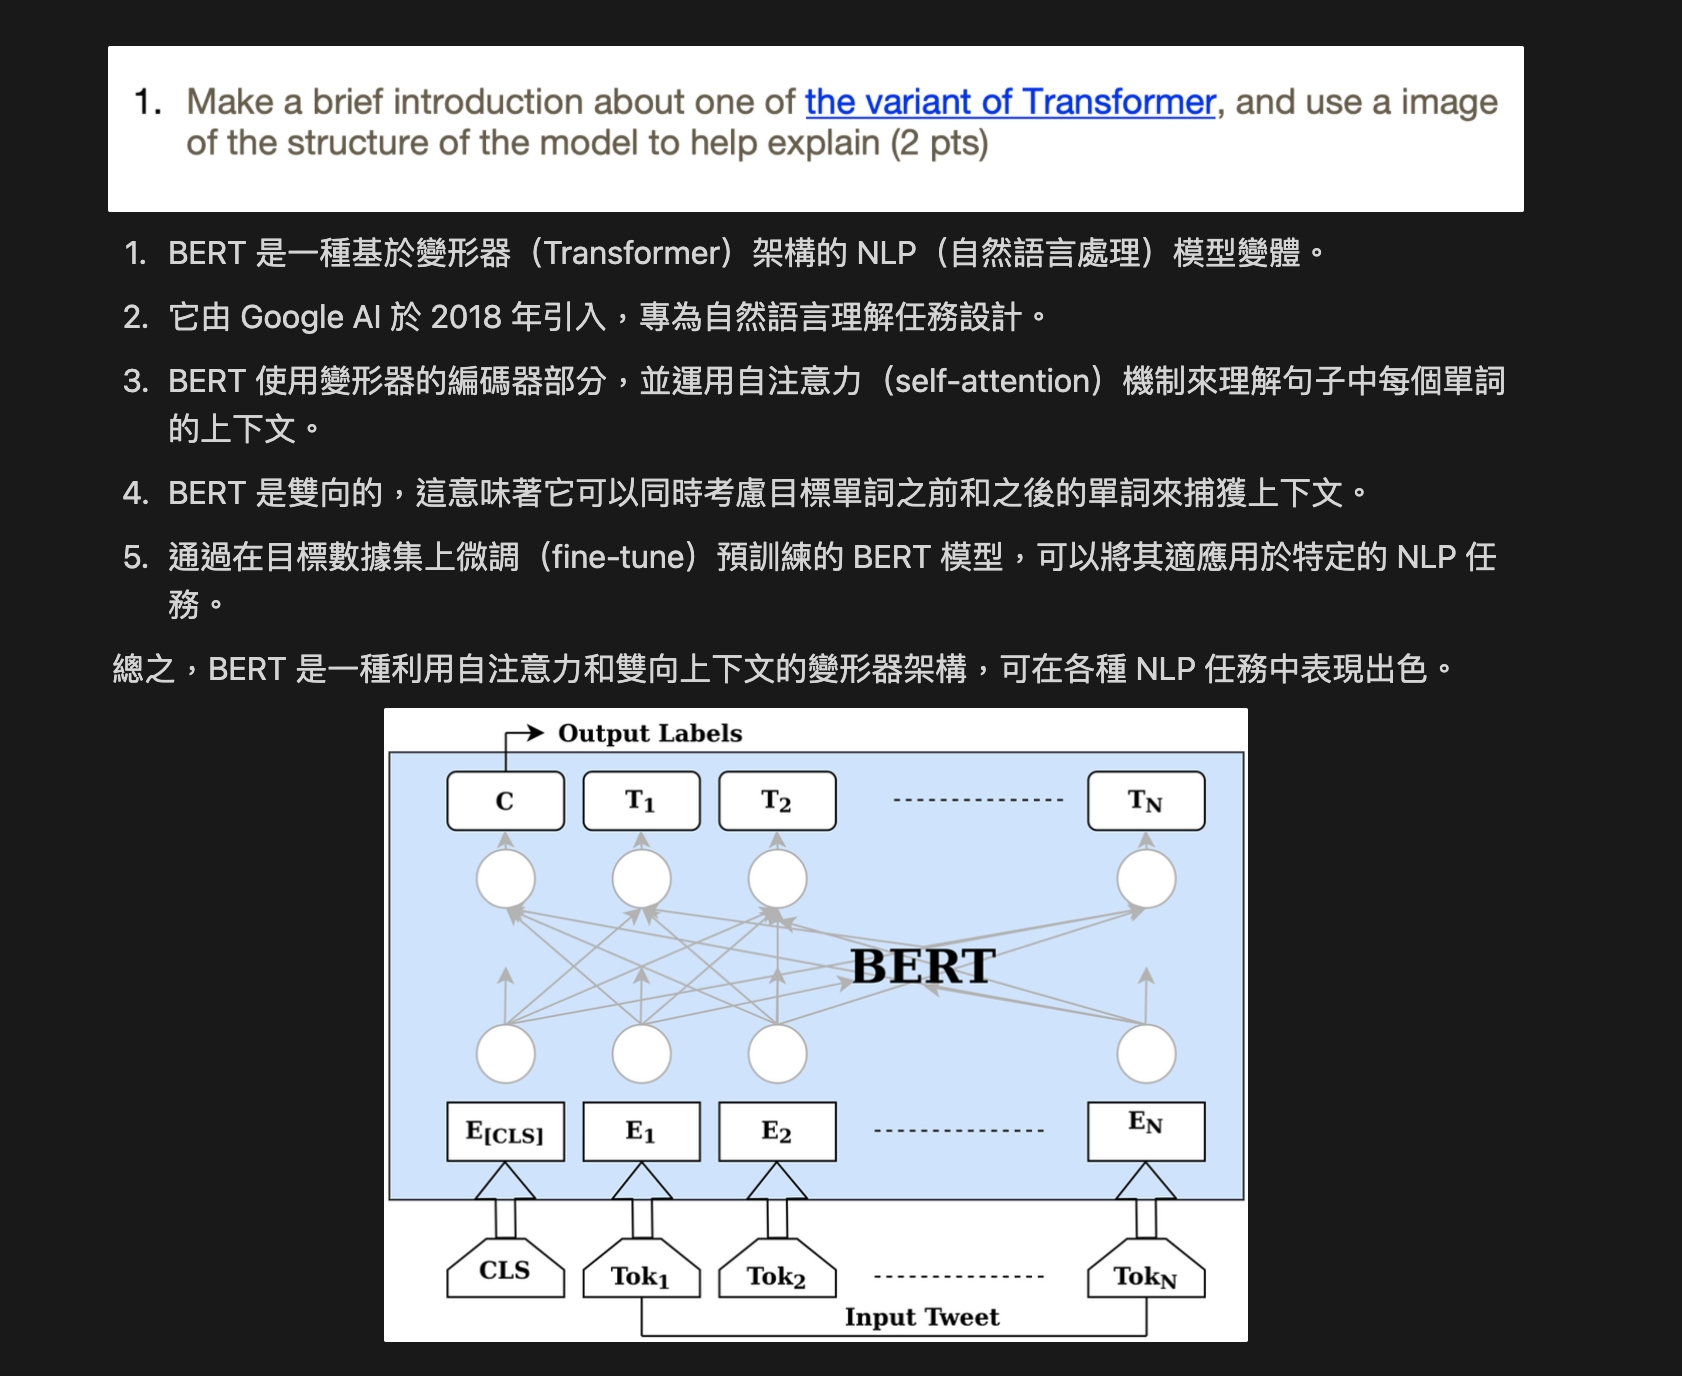 1. Make a brief introduction about one of the variant of Transformer, and use a image
of the structure of the model to help explain (2 pts)
1. BERT 是一種基於變形器（Transformer）架構的 NLP（自然語言處理）模型變體。
2. 它由 Google AI 於 2018 年引入，專為自然語言理解任務設計。
3. BERT 使用變形器的編碼器部分，並運用自注意力（self-attention）機制來理解句子中每個單詞
的上下文。
4. BERT 是雙向的，這意味著它可以同時考慮目標單詞之前和之後的單詞來捕獲上下文。
5. 通過在目標數據集上微調（fine-tune）預訓練的 BERT 模型，可以將其適應用於特定的 NLP 任
務。
總之，BERT 是一種利用自注意力和雙向上下文的變形器架構，可在各種 NLP 任務中表現出色。
Output Labels
C T1 T2 TN
BERT
E[CLS] E1 E2 EN
CLS Tok1 Tok2 TokN
Input Tweet